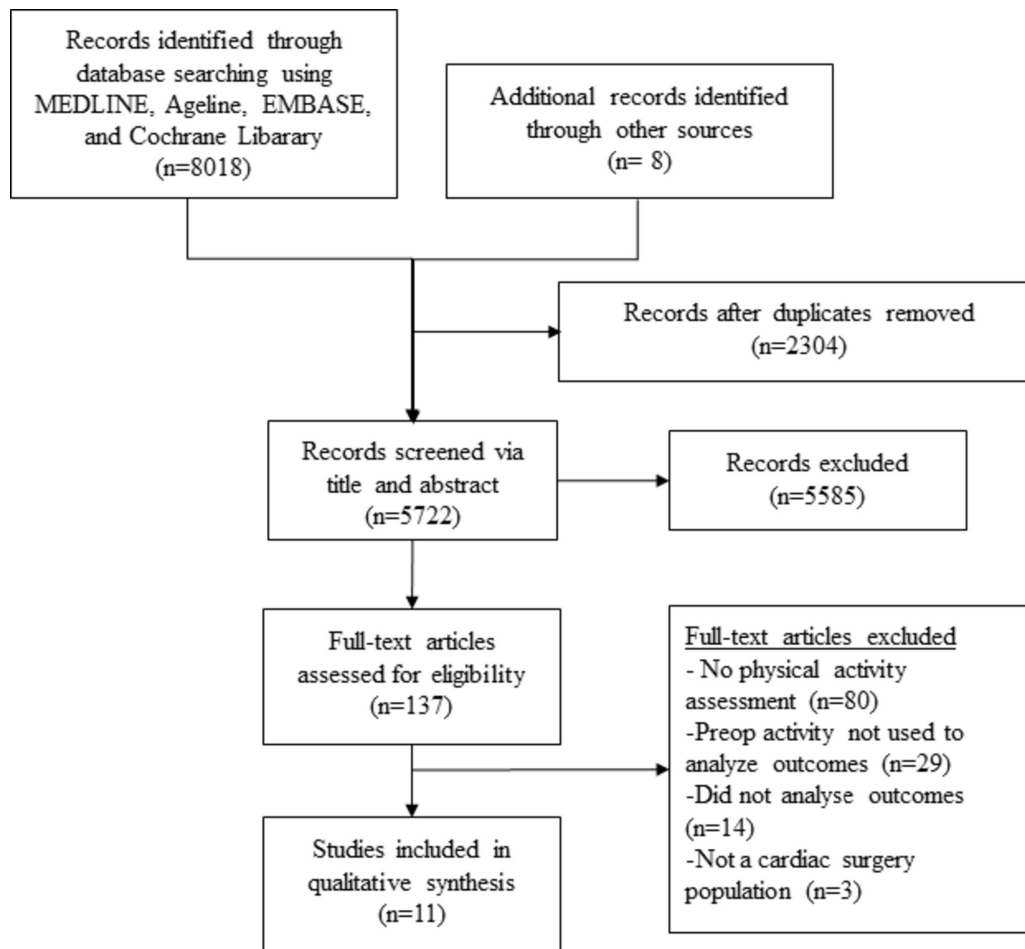 Records identified through
database searching using
MEDLINE, Ageline, EMBASE,
and Cochrane Libarary
(n=8018)
Additional records identified
through other sources
(n= 8)
Records after duplicates removed
(n=2304)
Records screened via
title and abstract
(n=5722)
Records excluded
(n=5585)
Full-text articles
assessed for eligibility
(n=137)
Full-text articles excluded
- No physical activity
assessment (n=80)
-Preop activity not used to
analyze outcomes (n=29)
-Did not analyse outcomes
(n=14)
-Not a cardiac surgery
population (n=3)
Studies included in
qualitative synthesis
(n=11)